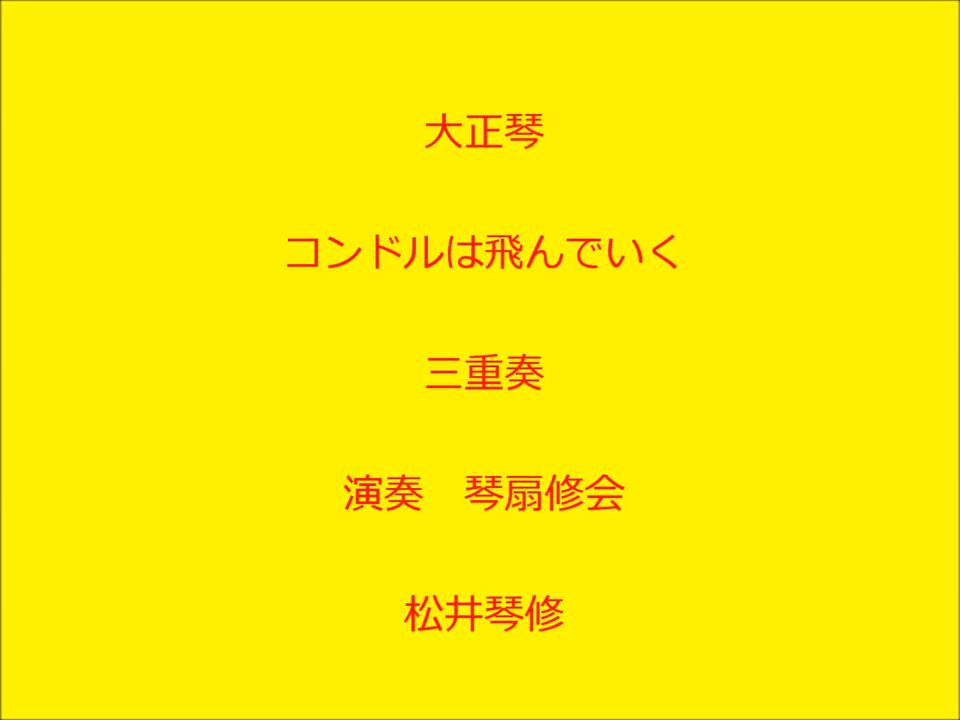 大正琴
コンドルは飛んでいく
三重奏
演奏　琴扇修会
松井琴修